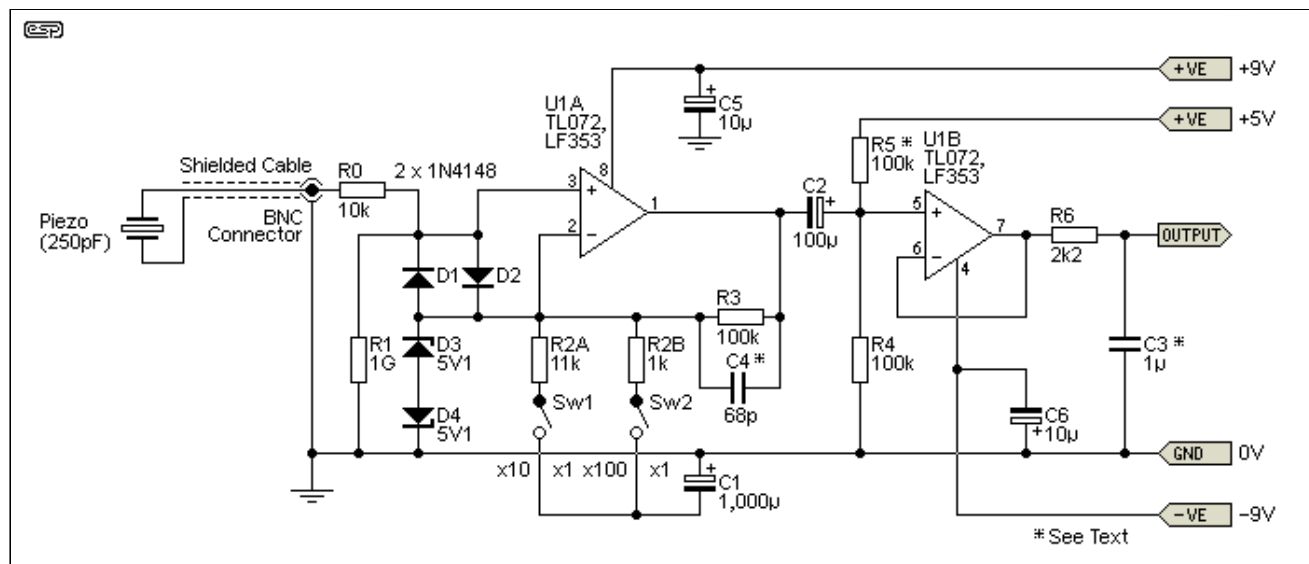 esp
+VE +9V
U1A
TL072,
LF353
C5
10µ
+
+VE +5V
Shielded Cable
R0
10k
2 x 1N4148
8
3
+
1
2
−
R5 *
100k
U1B
TL072,
LF353
C2
+
100µ
5
+
7
6
−
4
R6
2k2
OUTPUT
Piezo
(250pF)
BNC
Connector
D1
D2
R1
1G
D3
5V1
R2A
11k
R2B
1k
R3
100k
C4 *
68p
R4
100k
C3 *
1µ
D4
5V1
Sw1
Sw2
C6
10µ
+
x10 x1 x100 x1
+
C1
1,000µ
GND 0V
−VE −9V
* See Text